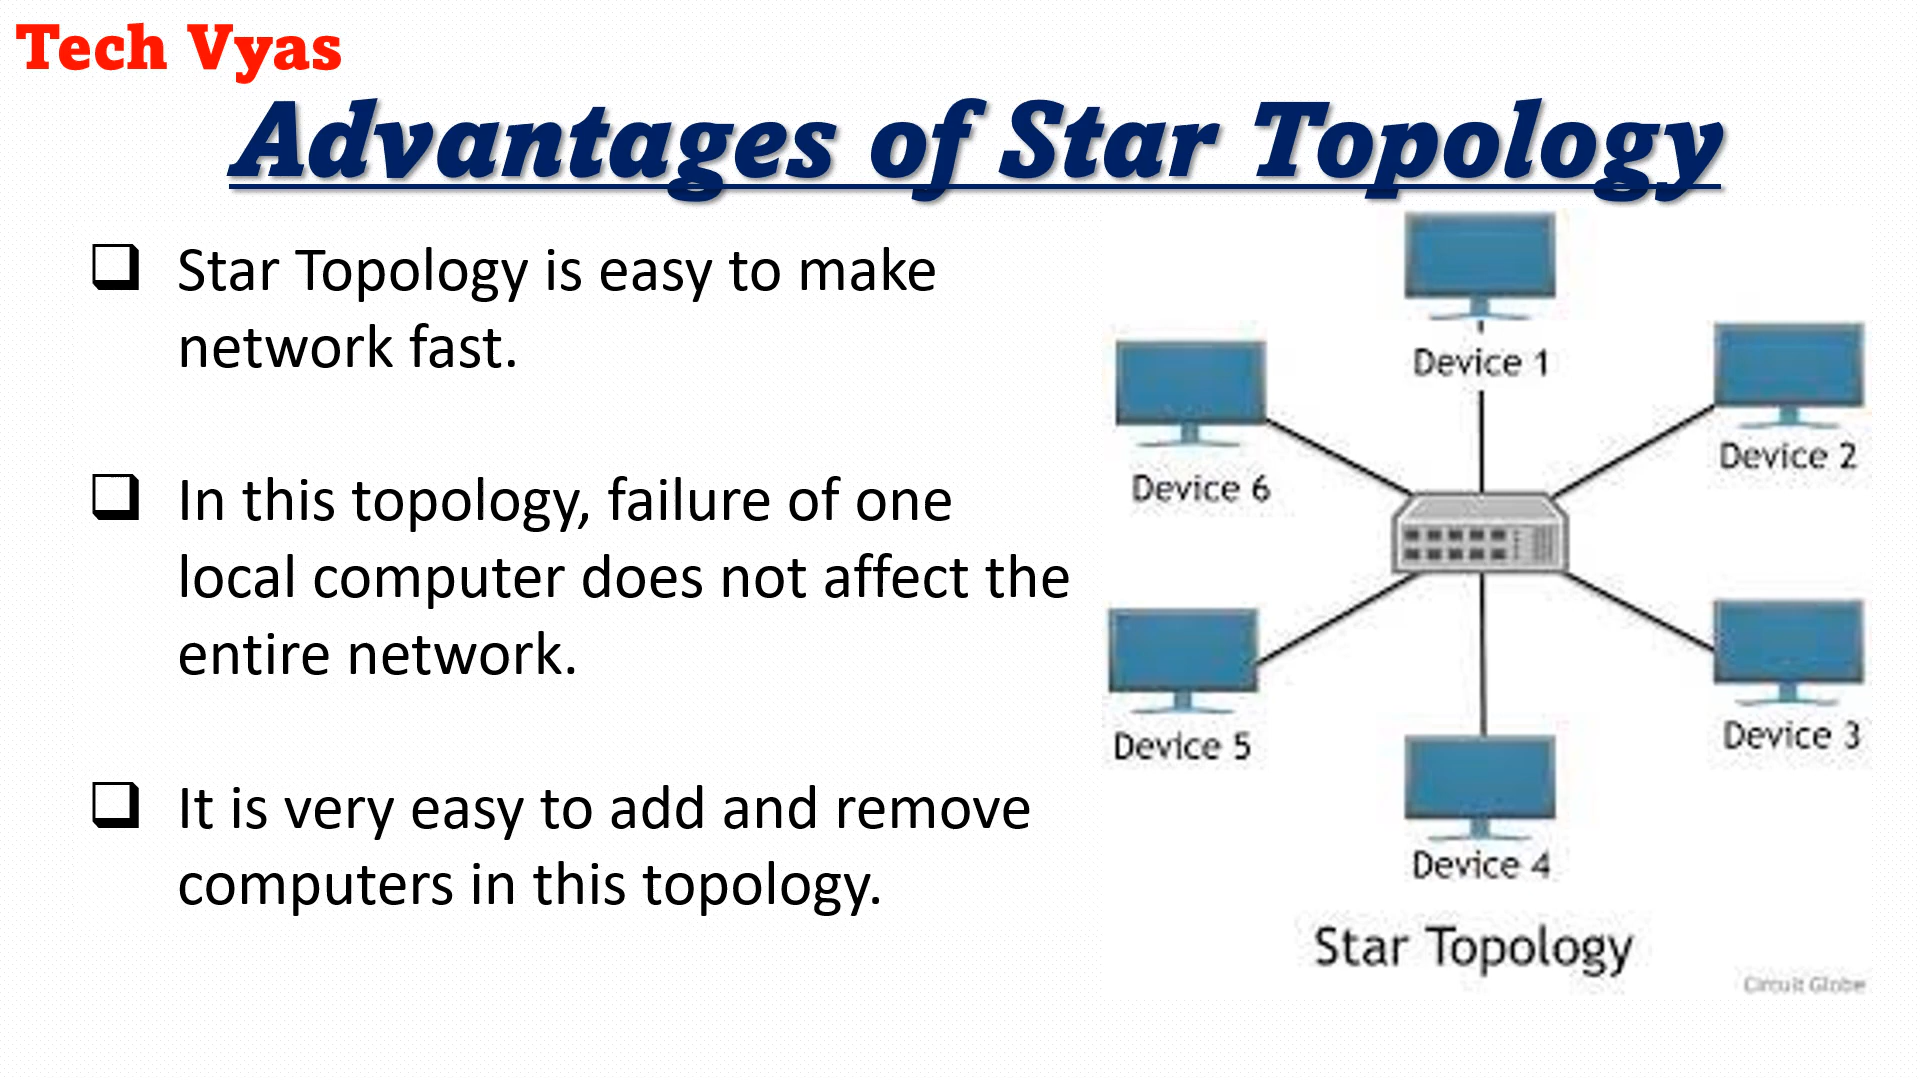 Tech Vyas
Advantages of Star Topology
Star Topology is easy to make
network fast.
In this topology, failure of one
local computer does not affect the
entire network.
It is very easy to add and remove
computers in this topology.
Device 1
Device 2
Device 6
Device 3
Device 5
Device 4
Star Topology
Circuit Globe